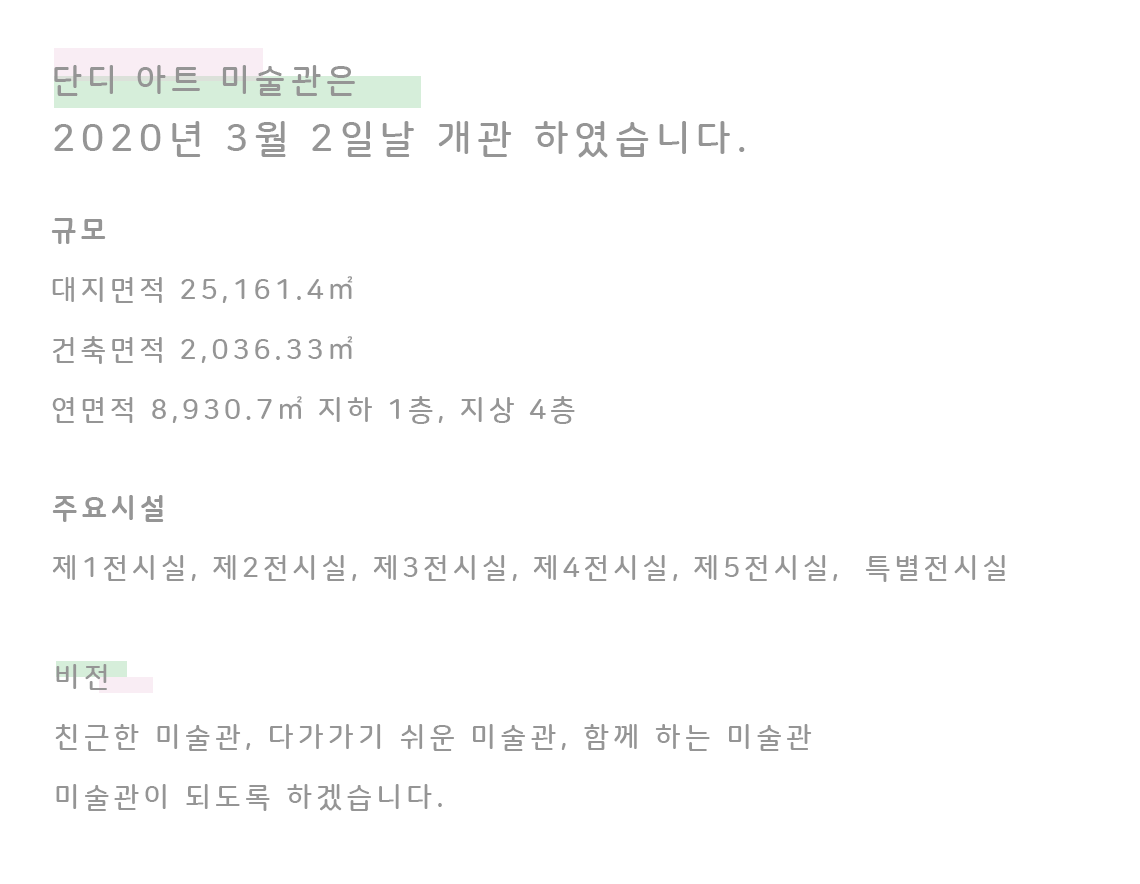 단디 아트 미술관은
2020년 3월 2일날 개관 하였습니다.
규모
대지면적 25,161.4㎡
건축면적 2,036.33㎡
연면적 8,930.7㎡ 지하 1층, 지상 4층
주요시설
제1전시실, 제2전시실, 제3전시실, 제4전시실, 제5전시실, 특별전시실
비전
친근한 미술관, 다가가기 쉬운 미술관, 함께 하는 미술관
미술관이 되도록 하겠습니다.